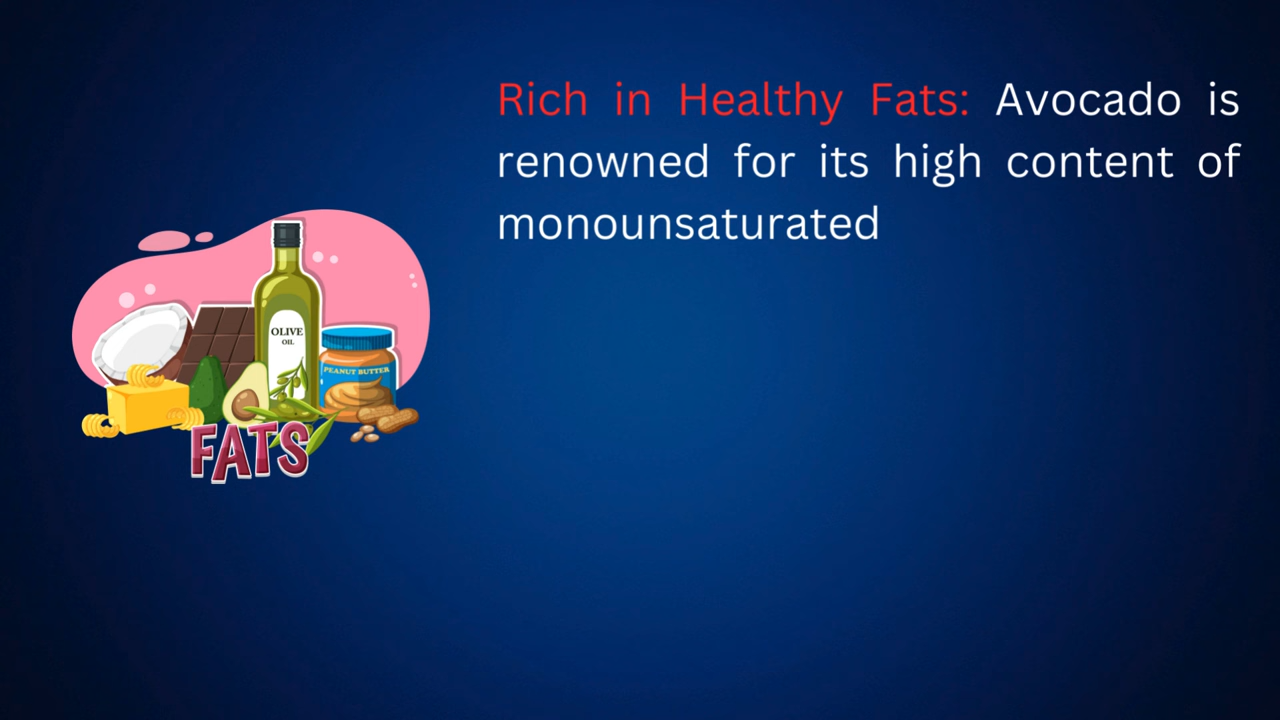 Rich in Healthy Fats: Avocado is
renowned for its high content of
monounsaturated
OLIVE
OIL
PEANUT BUTTER
FATS